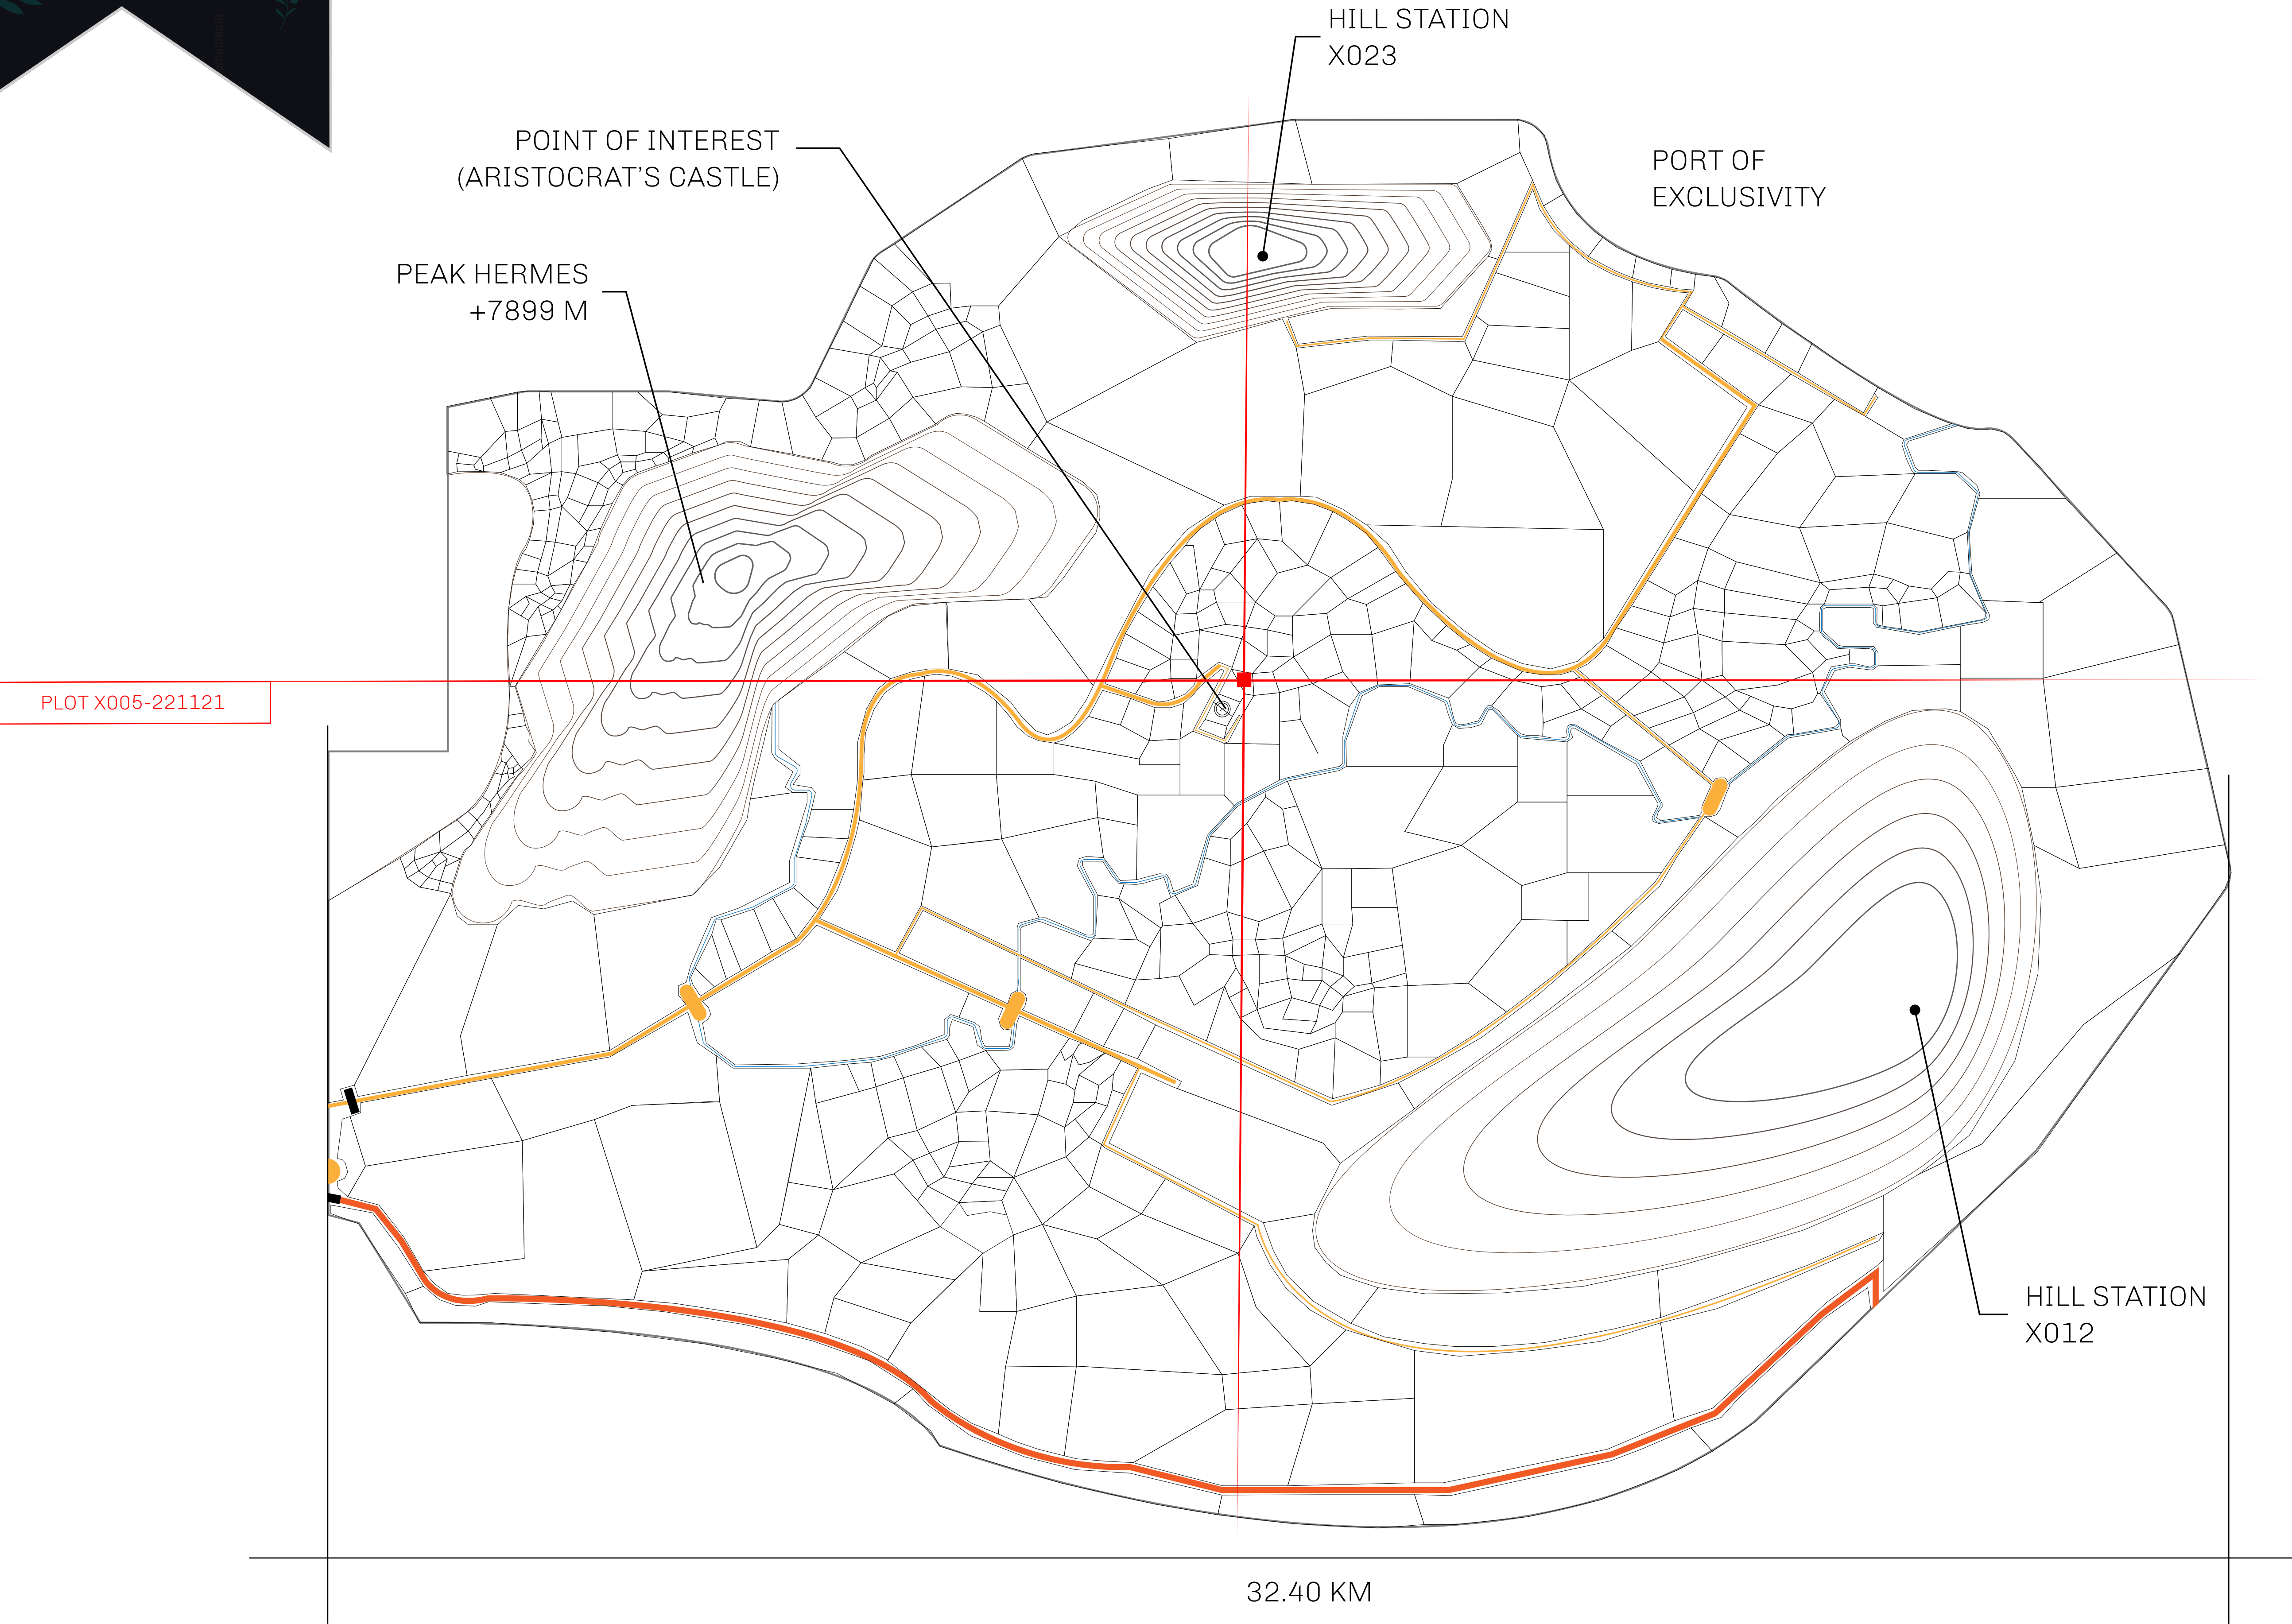 HILL STATION
X023
POINT OF INTEREST
(ARISTOCRAT'S CASTLE)
PORT OF
EXCLUSIVITY
PEAK HERMES
+7899 M
PLOT X005-221121
HILL STATION
X012
32.40 KM